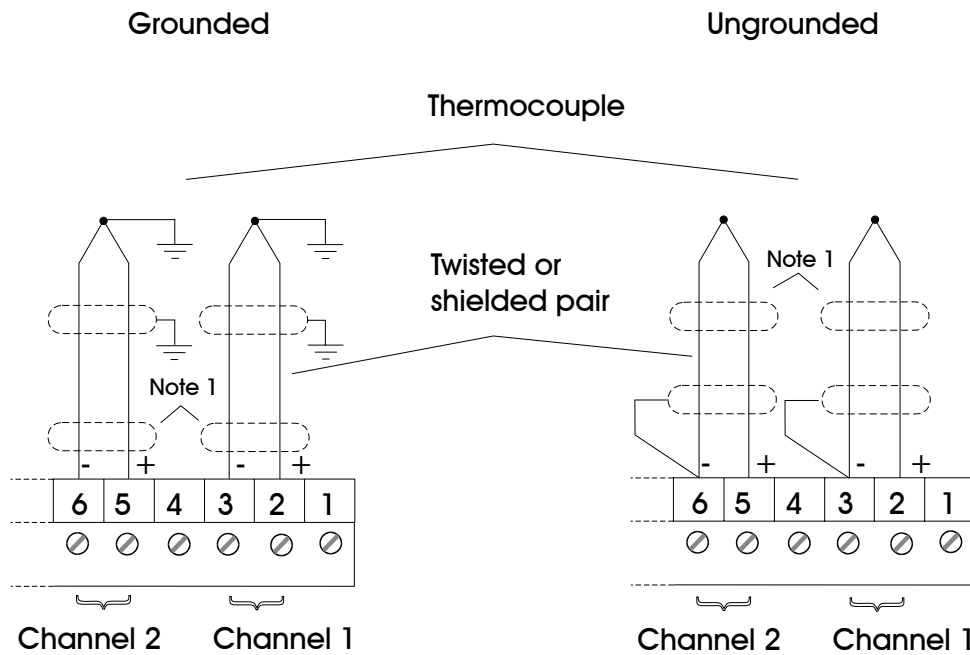 Grounded
Ungrounded
Thermocouple
Twisted or
shielded pair
Note 1
Note 1
- + - +
- + - +
6 5 4 3 2 1
6 5 4 3 2 1
Channel 2 Channel 1
Channel 2 Channel 1